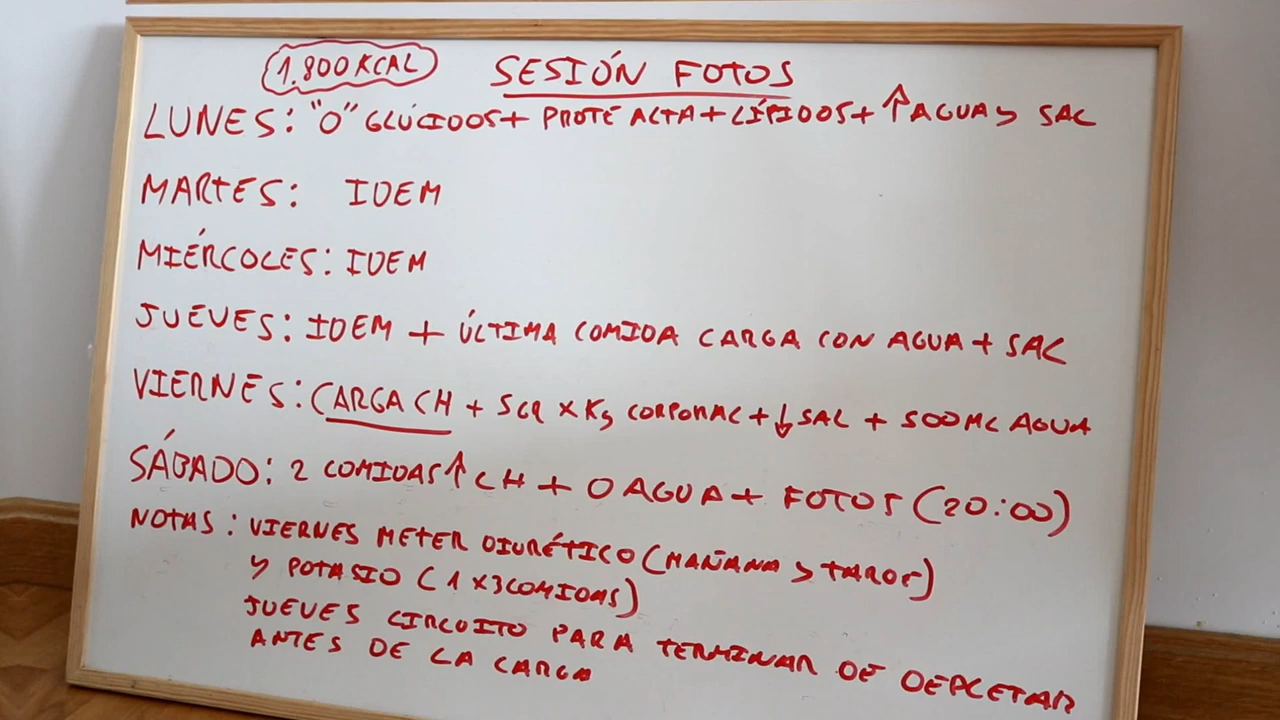 1.800 KCAL SESIÓN FOTOS
LUNES: "0" GLÚCIDOS + PROTE ALTA + LÍPIDOS + ↑ AGUA Y SAL
MARTES: IDEM
MIÉRCOLES: IDEM
JUEVES: IDEM + ÚLTIMA COMIDA CARGA CON AGUA + SAL
VIERNES: CARGA CH + 5GR X Kg CORPORAL + ↓ SAL + 500ML AGUA
SÁBADO: 2 COMIDAS ↑ CH + 0 AGUA + FOTOS (20:00)
NOTAS: VIERNES METER DIURÉTICO (MAÑANA Y TARDE)
Y POTASIO (1 X 3 COMIDAS)
JUEVES CIRCUITO PARA TERMINAR DE DEPLETAR
ANTES DE LA CARGA